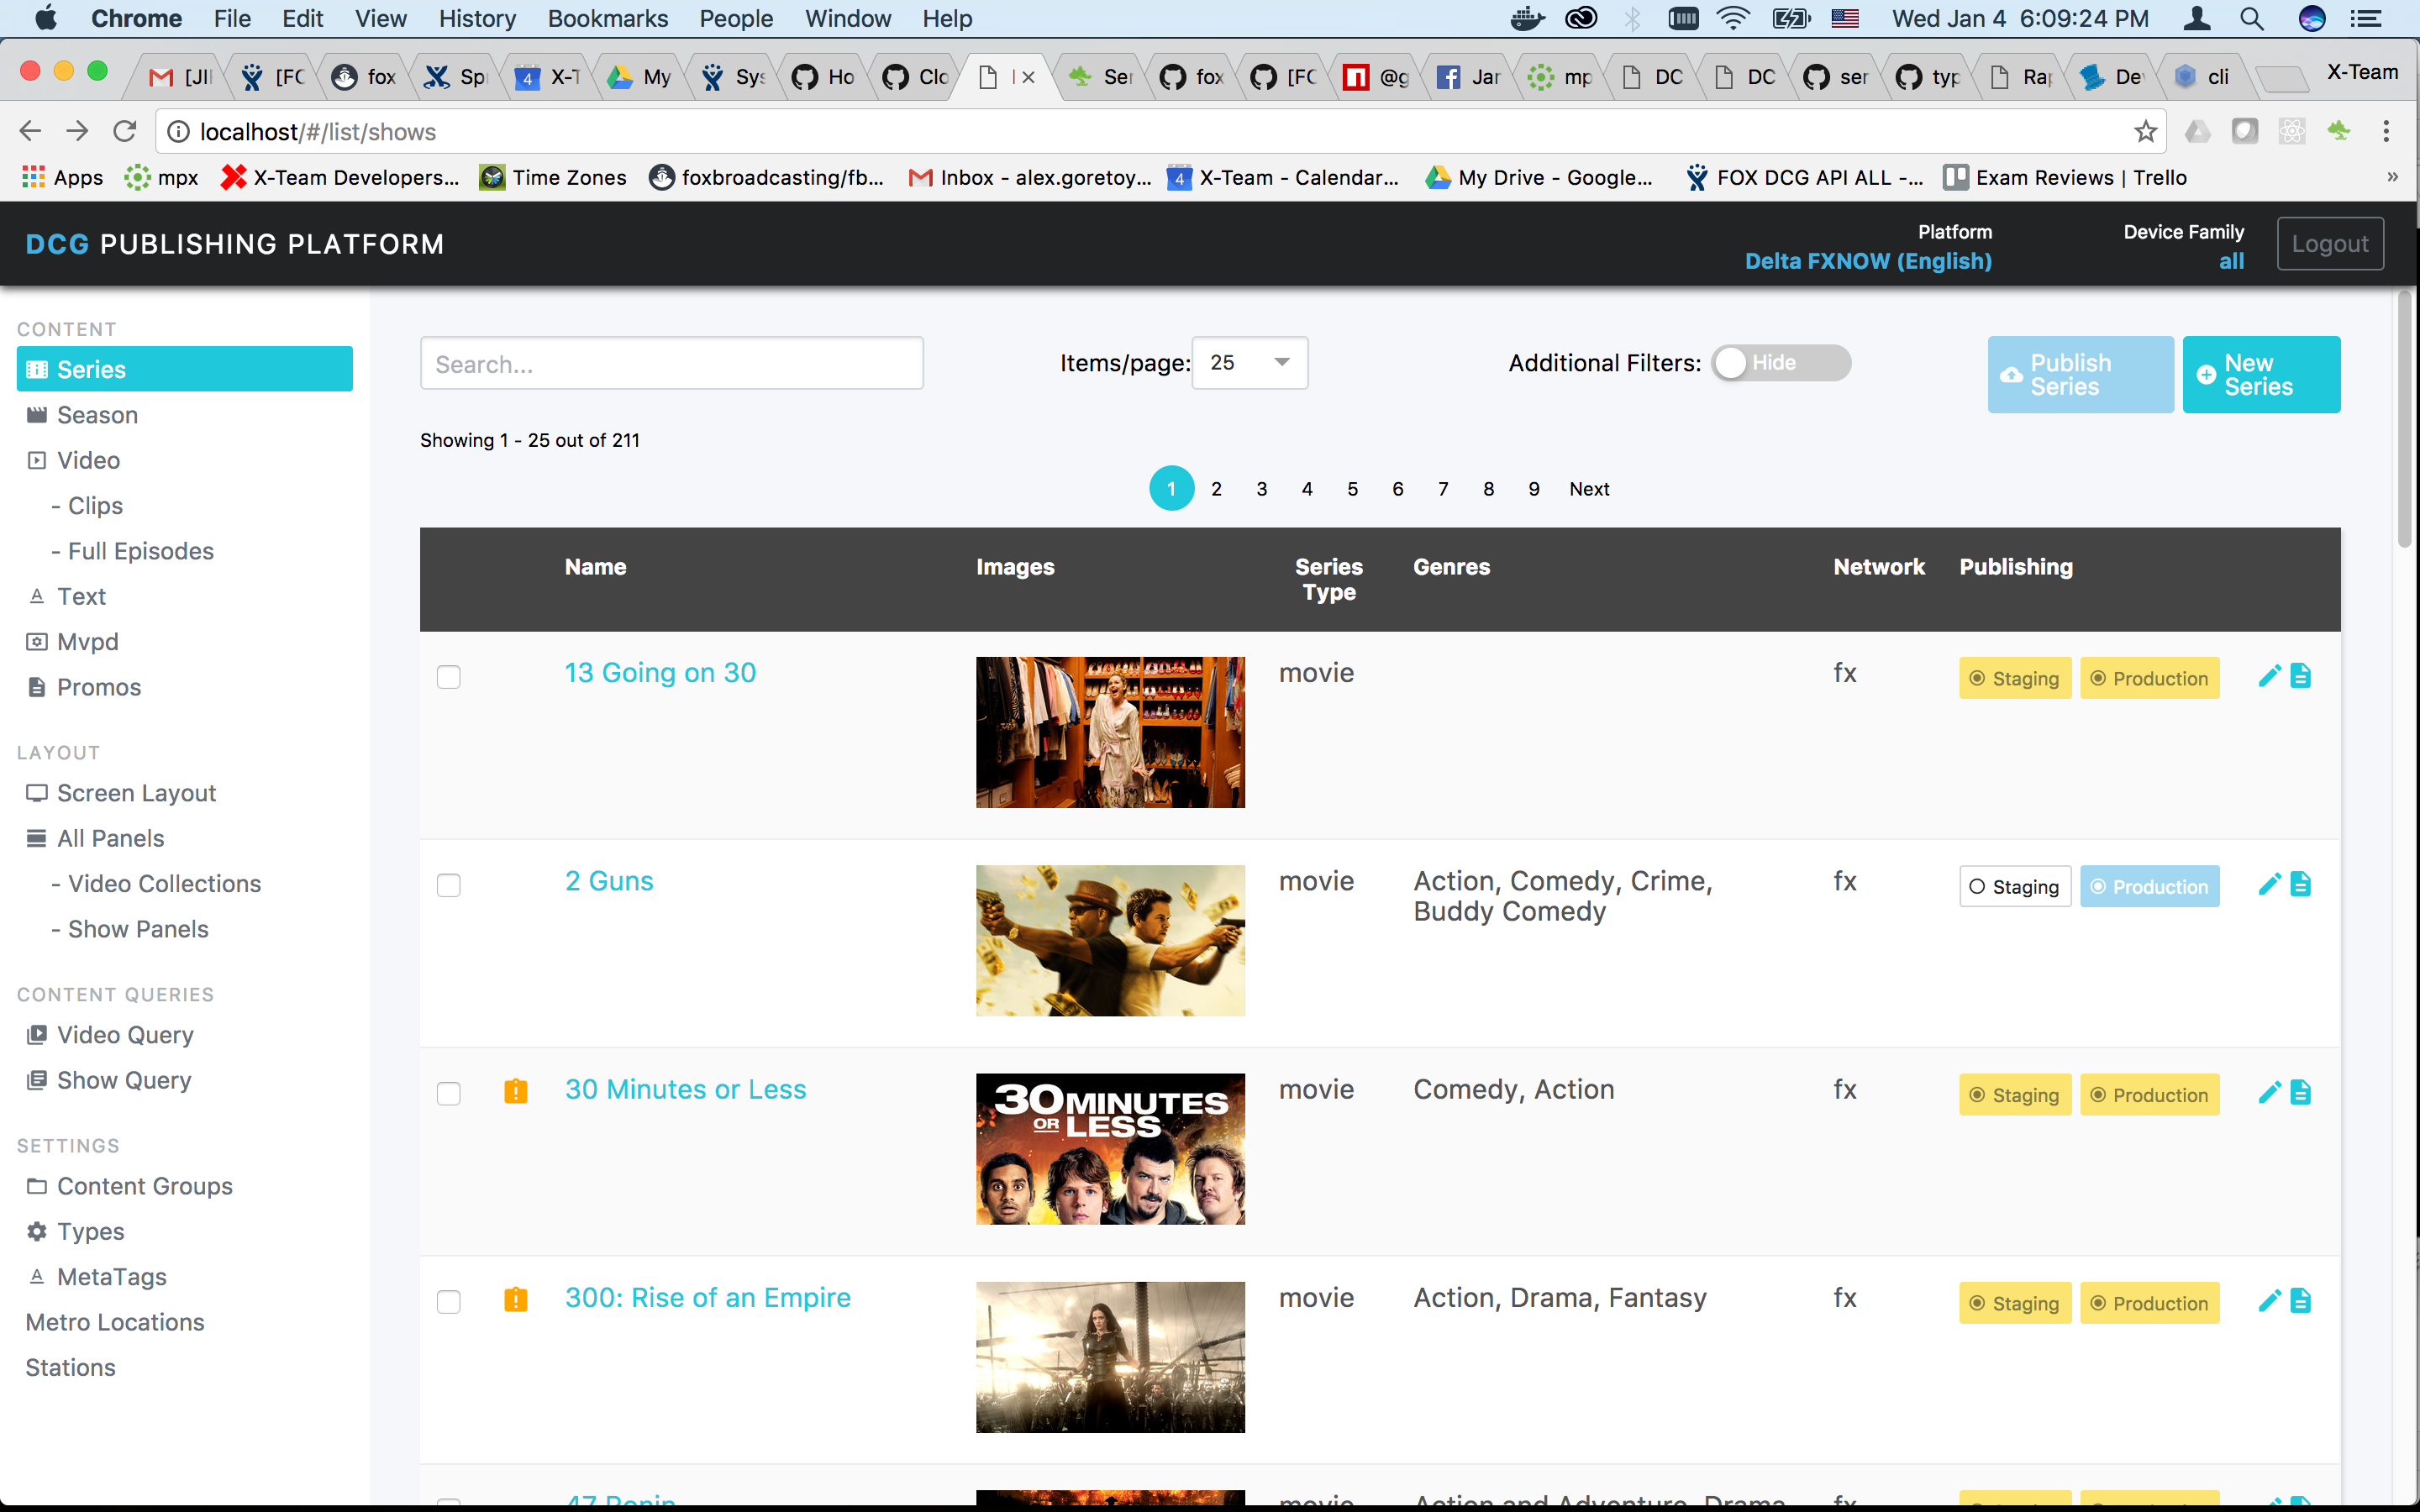 Chrome File Edit View History Bookmarks People Window Help Wed Jan 4 6:09:24 PM
[JI [FC fox Sp 4 X-T My Sys Ho Clo Ser fox [FC @g Jar mp DC DC ser typ Rap De cli X-Team
localhost/#/list/shows
Apps mpx X-Team Developers... Time Zones foxbroadcasting/fb... Inbox - alex.goretoy... 4 X-Team - Calendar... My Drive - Google... FOX DCG API ALL -... Exam Reviews | Trello »
DCG PUBLISHING PLATFORM
Platform
Delta FXNOW (English)
Device Family
all
Logout
CONTENT
Series
Season
Video
- Clips
- Full Episodes
Text
Mvpd
Promos
LAYOUT
Screen Layout
All Panels
- Video Collections
- Show Panels
CONTENT QUERIES
Video Query
Show Query
SETTINGS
Content Groups
Types
MetaTags
Metro Locations
Stations
Search...
Items/page: 25
Additional Filters: Hide
Publish Series
New Series
Showing 1 - 25 out of 211
1 2 3 4 5 6 7 8 9 Next
Name Images Series Type Genres Network Publishing
13 Going on 30 movie fx Staging Production
2 Guns movie Action, Comedy, Crime, Buddy Comedy fx Staging Production
30 Minutes or Less 30 MINUTES OR LESS movie Comedy, Action fx Staging Production
300: Rise of an Empire movie Action, Drama, Fantasy fx Staging Production
47 Ronin movie Action and Adventure, Drama fx